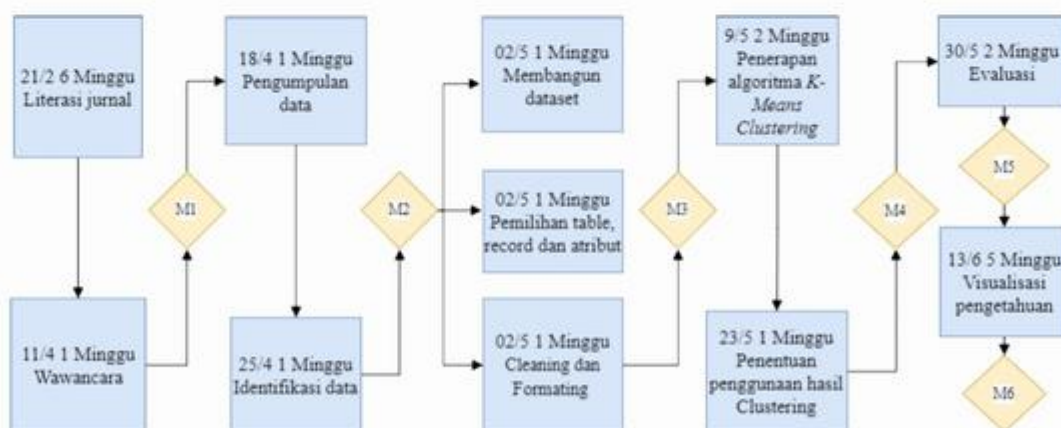 21/2 6 Minggu
Literasi jurnal
11/4 1 Minggu
Wawancara
M1
18/4 1 Minggu
Pengumpulan
data
25/4 1 Minggu
Identifikasi data
M2
02/5 1 Minggu
Membangun
dataset
02/5 1 Minggu
Pemilihan table,
record dan atribut
02/5 1 Minggu
Cleaning dan
Formating
M3
9/5 2 Minggu
Penerapan
algoritma K-
Means
Clustering
23/5 1 Minggu
Penentuan
penggunaan hasil
Clustering
M4
30/5 2 Minggu
Evaluasi
M5
13/6 5 Minggu
Visualisasi
pengetahuan
M6